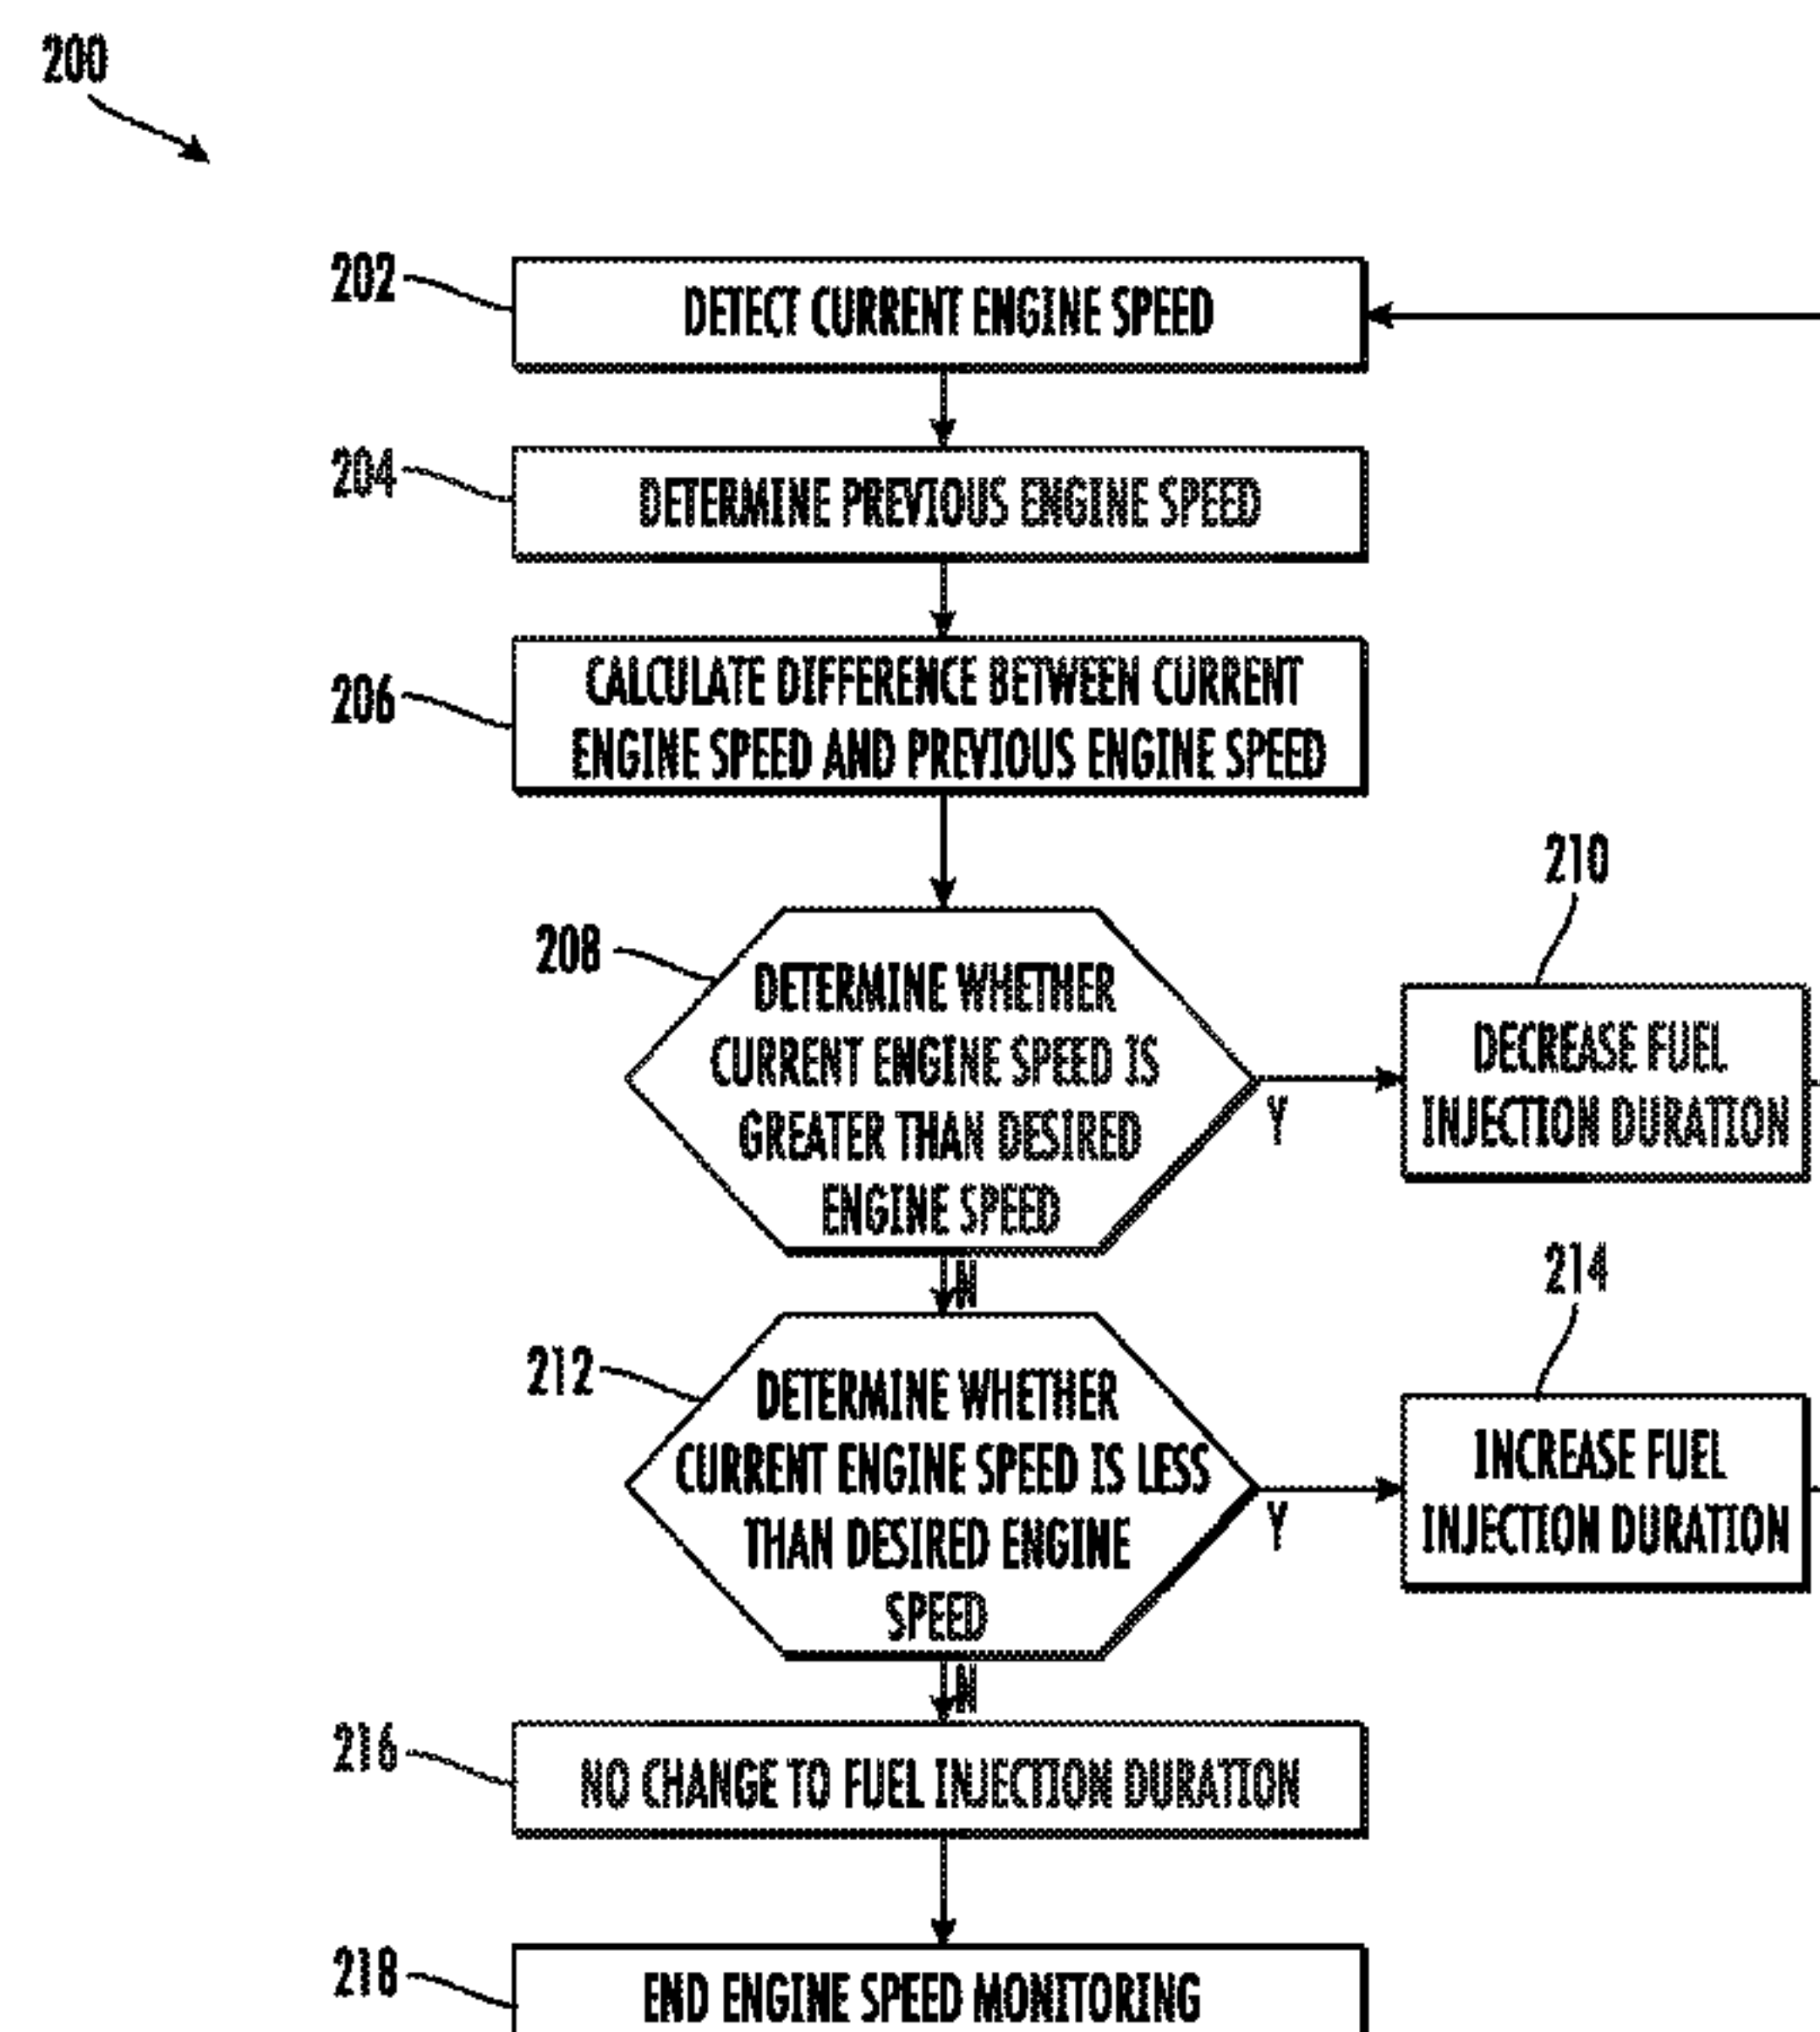 200
202
DETECT CURRENT ENGINE SPEED
204
DETERMINE PREVIOUS ENGINE SPEED
206
CALCULATE DIFFERENCE BETWEEN CURRENT
ENGINE SPEED AND PREVIOUS ENGINE SPEED
208
DETERMINE WHETHER
CURRENT ENGINE SPEED IS
GREATER THAN DESIRED
ENGINE SPEED
Y
210
DECREASE FUEL
INJECTION DURATION
N
212
DETERMINE WHETHER
CURRENT ENGINE SPEED IS LESS
THAN DESIRED ENGINE
SPEED
Y
214
INCREASE FUEL
INJECTION DURATION
N
216
NO CHANGE TO FUEL INJECTION DURATION
218
END ENGINE SPEED MONITORING